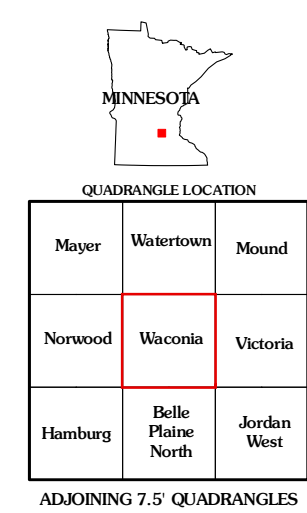 MINNESOTA
QUADRANGLE LOCATION
Mayer
Watertown
Mound
Norwood
Waconia
Victoria
Hamburg
Belle
Plaine
North
Jordan
West
ADJOINING 7.5' QUADRANGLES